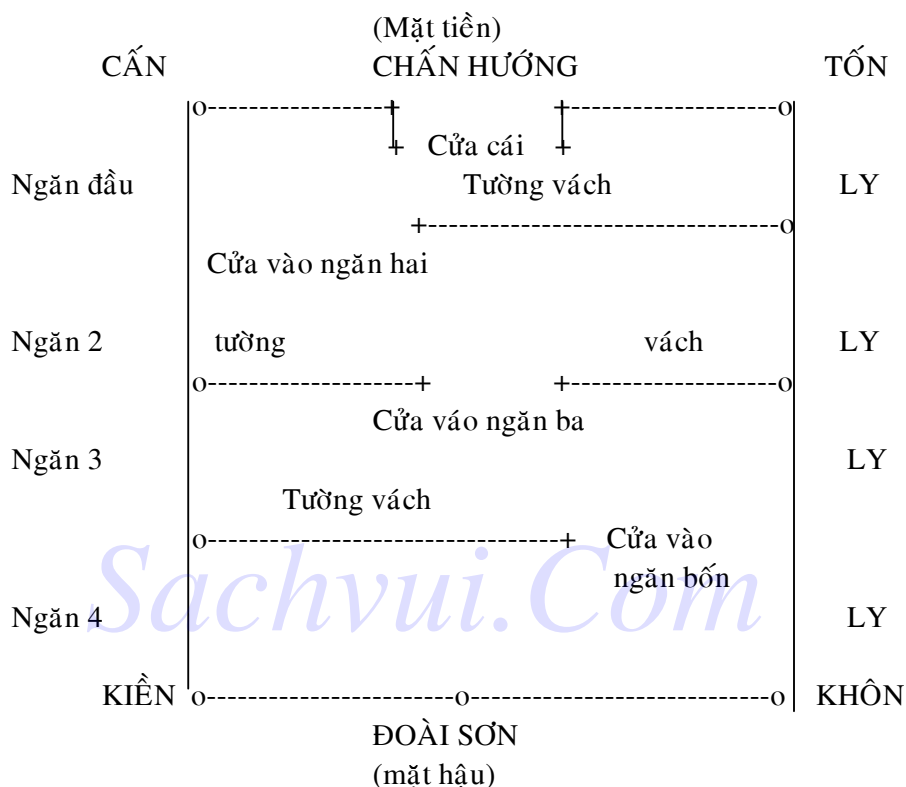 (Mặt tiền)
CẤN CHẤN HƯỚNG TỐN
o-----------------+ +-----------------o
+ Cửa cái +
Ngăn đầu Tường vách LY
+----------------------------o
Cửa vào ngăn hai
Ngăn 2 tường vách LY
o-----------------+ +-----------------o
Cửa váo ngăn ba
Ngăn 3 LY
Tường vách
o----------------------------+ Cửa vào
ngăn bốn
Sachvui.Com
Ngăn 4 LY
KIỀN o--------------------o------------------------o KHÔN
ĐOÀI SƠN
(mặt hậu)